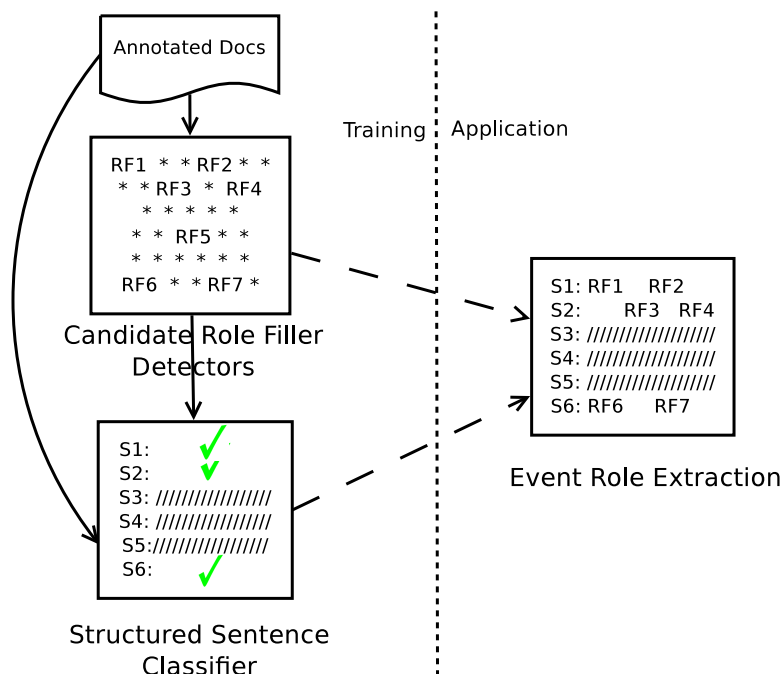 Annotated Docs
Training
Application
RF1 * * RF2 * *
* * RF3 * RF4
* * * * *
* * RF5 * *
* * * * * *
RF6 * * RF7 *
Candidate Role Filler
Detectors
S1: RF1 RF2
S2: RF3 RF4
S3: ////////////////////
S4: ////////////////////
S5: ////////////////////
S6: RF6 RF7
Event Role Extraction
S1: ✓
S2: ✓
S3: //////////////////
S4: //////////////////
S5://////////////////
S6: ✓
Structured Sentence
Classifier